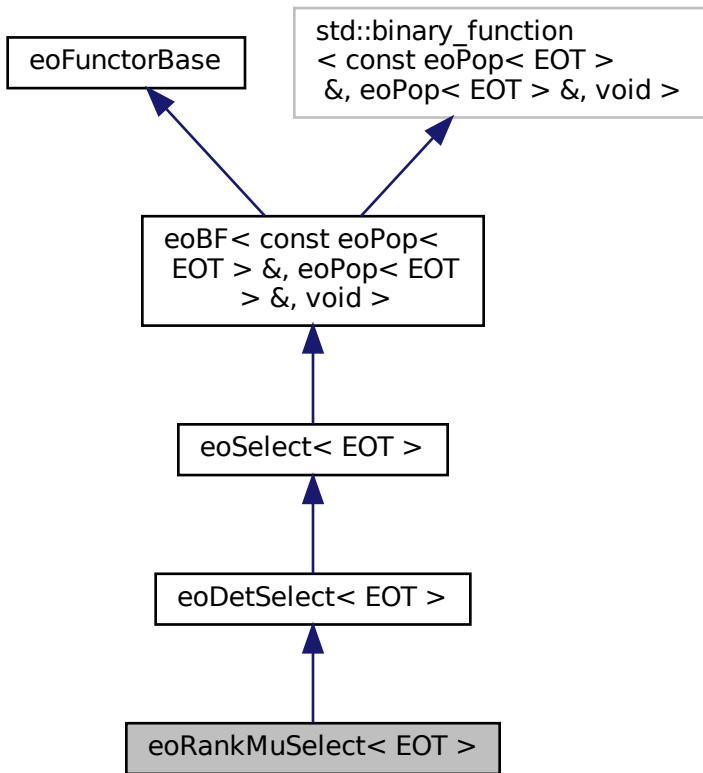 eoFunctorBase
std::binary_function
< const eoPop< EOT >
&, eoPop< EOT > &, void >
eoBF< const eoPop<
EOT > &, eoPop< EOT
> &, void >
eoSelect< EOT >
eoDetSelect< EOT >
eoRankMuSelect< EOT >